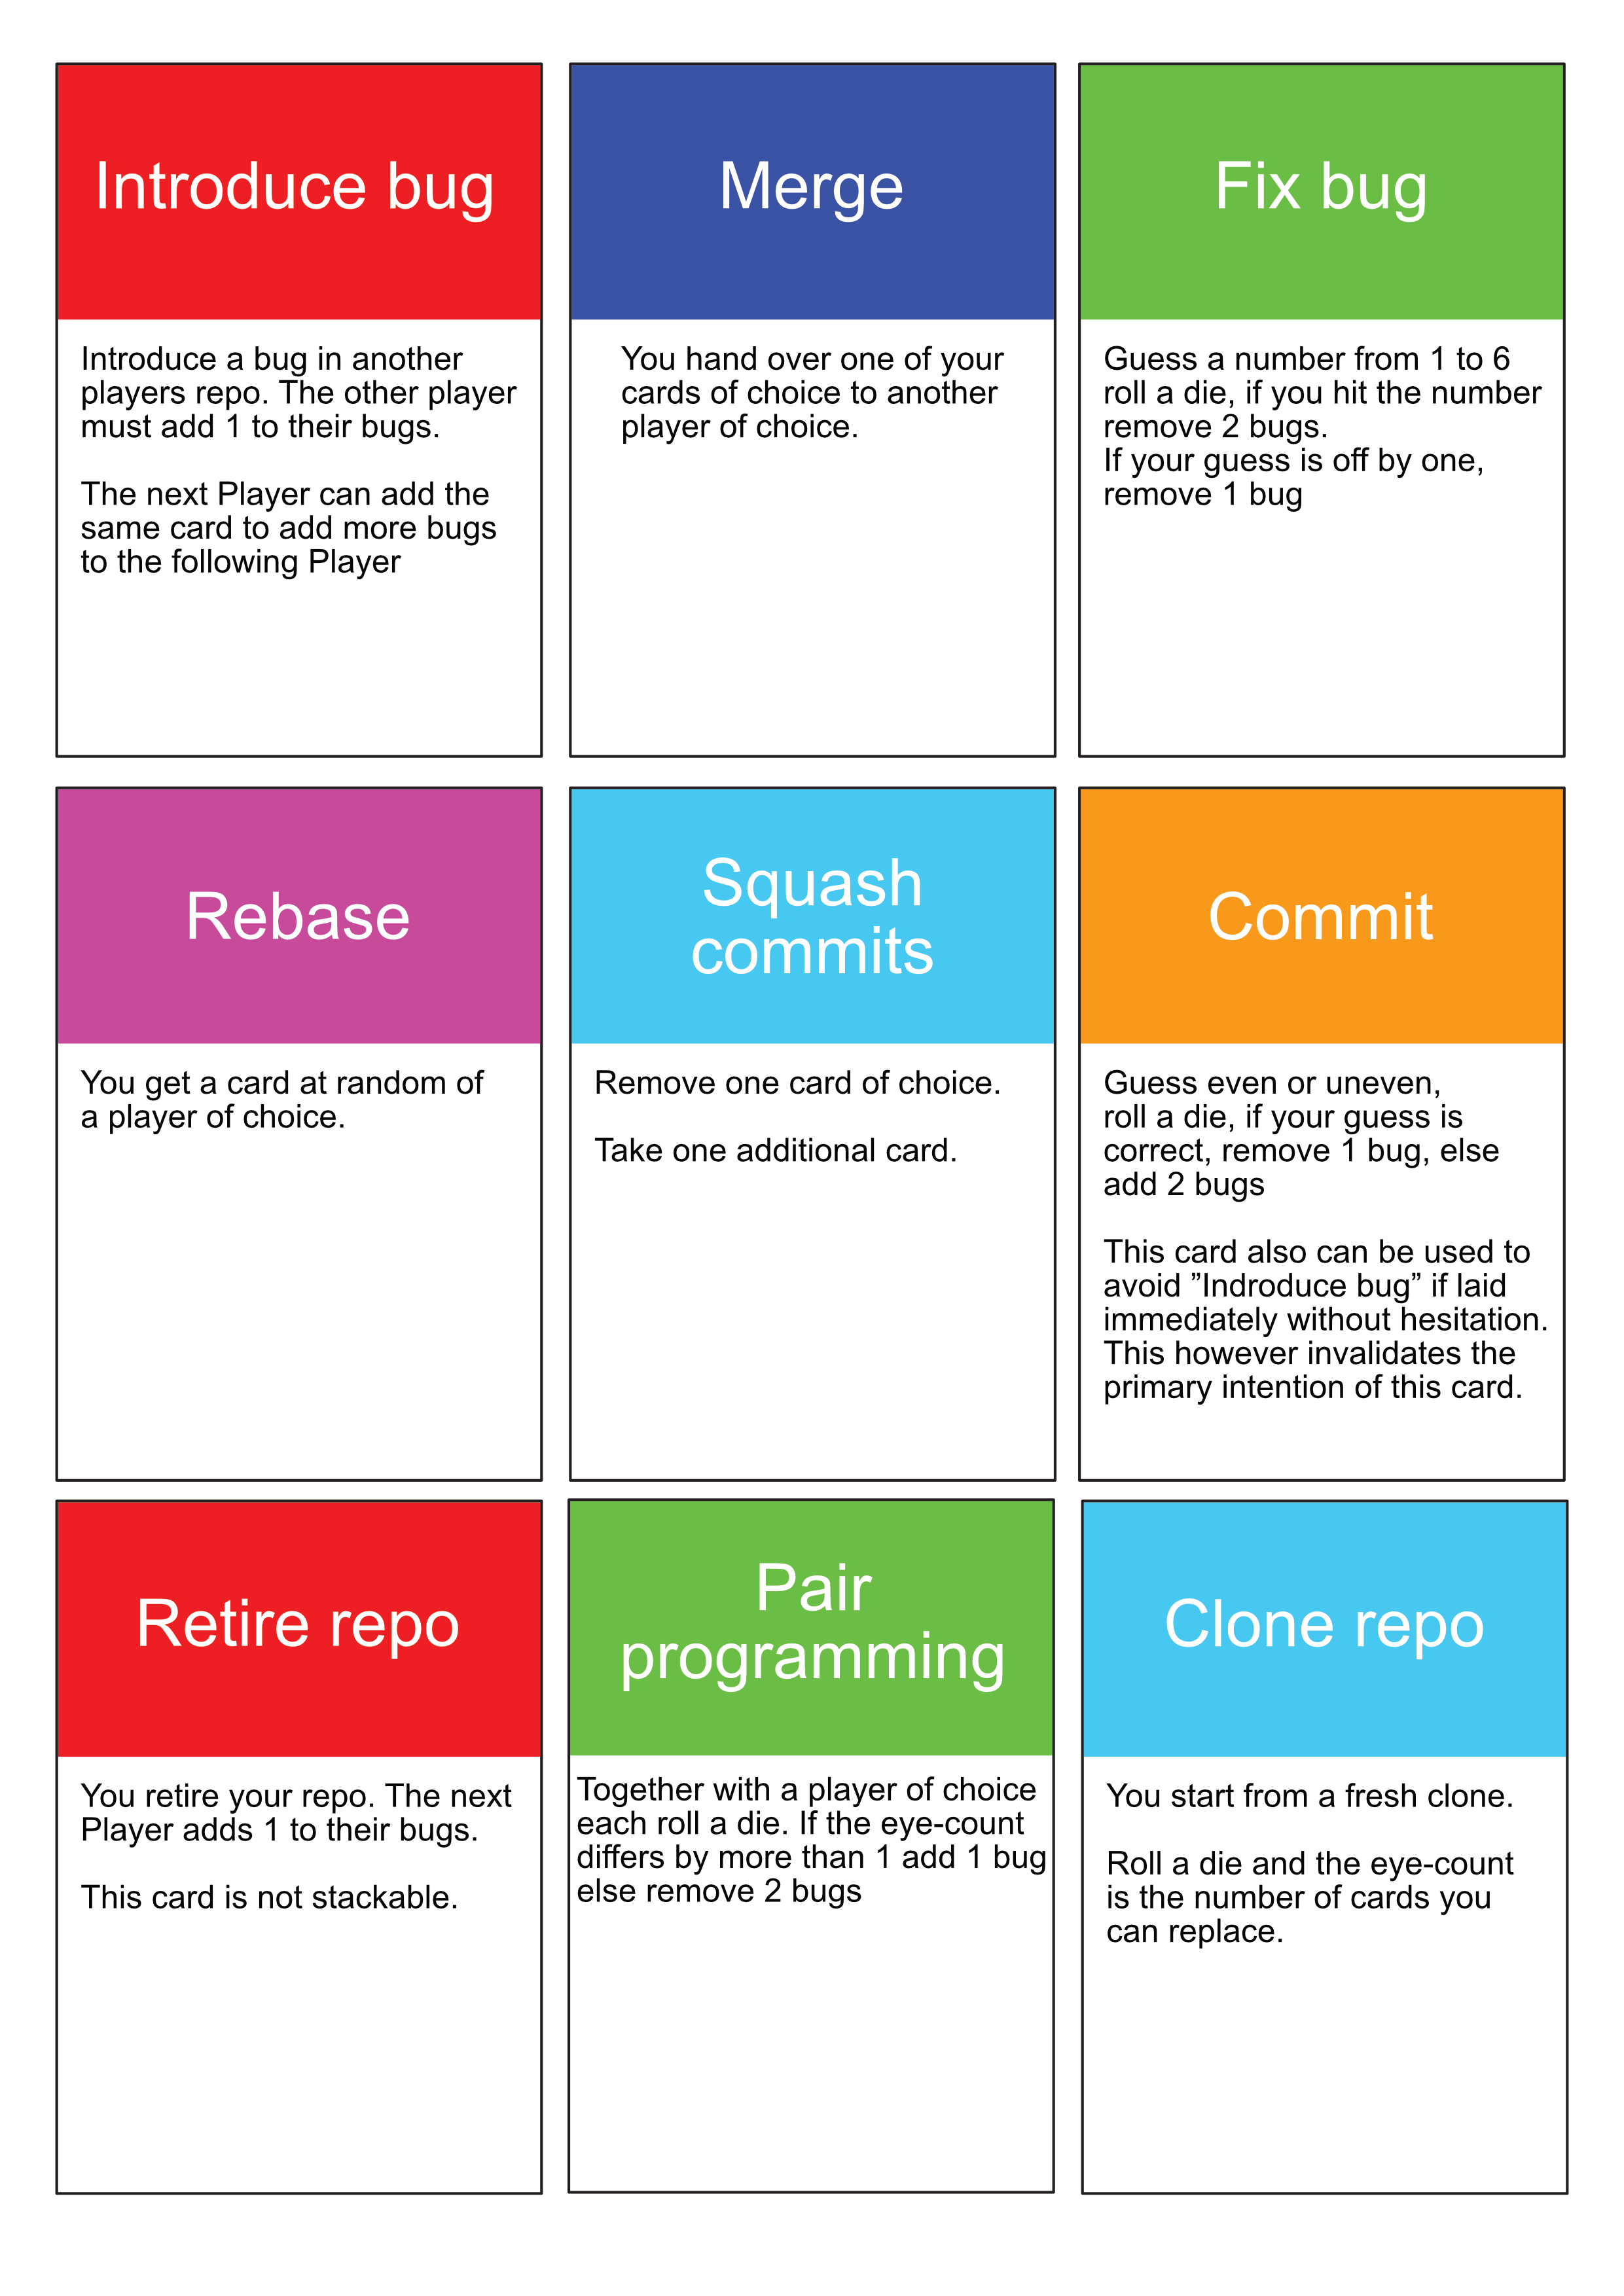 Introduce bug
Introduce a bug in another
players repo. The other player
must add 1 to their bugs.
The next Player can add the
same card to add more bugs
to the following Player
Merge
You hand over one of your
cards of choice to another
player of choice.
Fix bug
Guess a number from 1 to 6
roll a die, if you hit the number
remove 2 bugs.
If your guess is off by one,
remove 1 bug
Rebase
You get a card at random of
a player of choice.
Squash
commits
Remove one card of choice.
Take one additional card.
Commit
Guess even or uneven,
roll a die, if your guess is
correct, remove 1 bug, else
add 2 bugs
This card also can be used to
avoid ”Indroduce bug” if laid
immediately without hesitation.
This however invalidates the
primary intention of this card.
Retire repo
You retire your repo. The next
Player adds 1 to their bugs.
This card is not stackable.
Pair
programming
Together with a player of choice
each roll a die. If the eye-count
differs by more than 1 add 1 bug
else remove 2 bugs
Clone repo
You start from a fresh clone.
Roll a die and the eye-count
is the number of cards you
can replace.